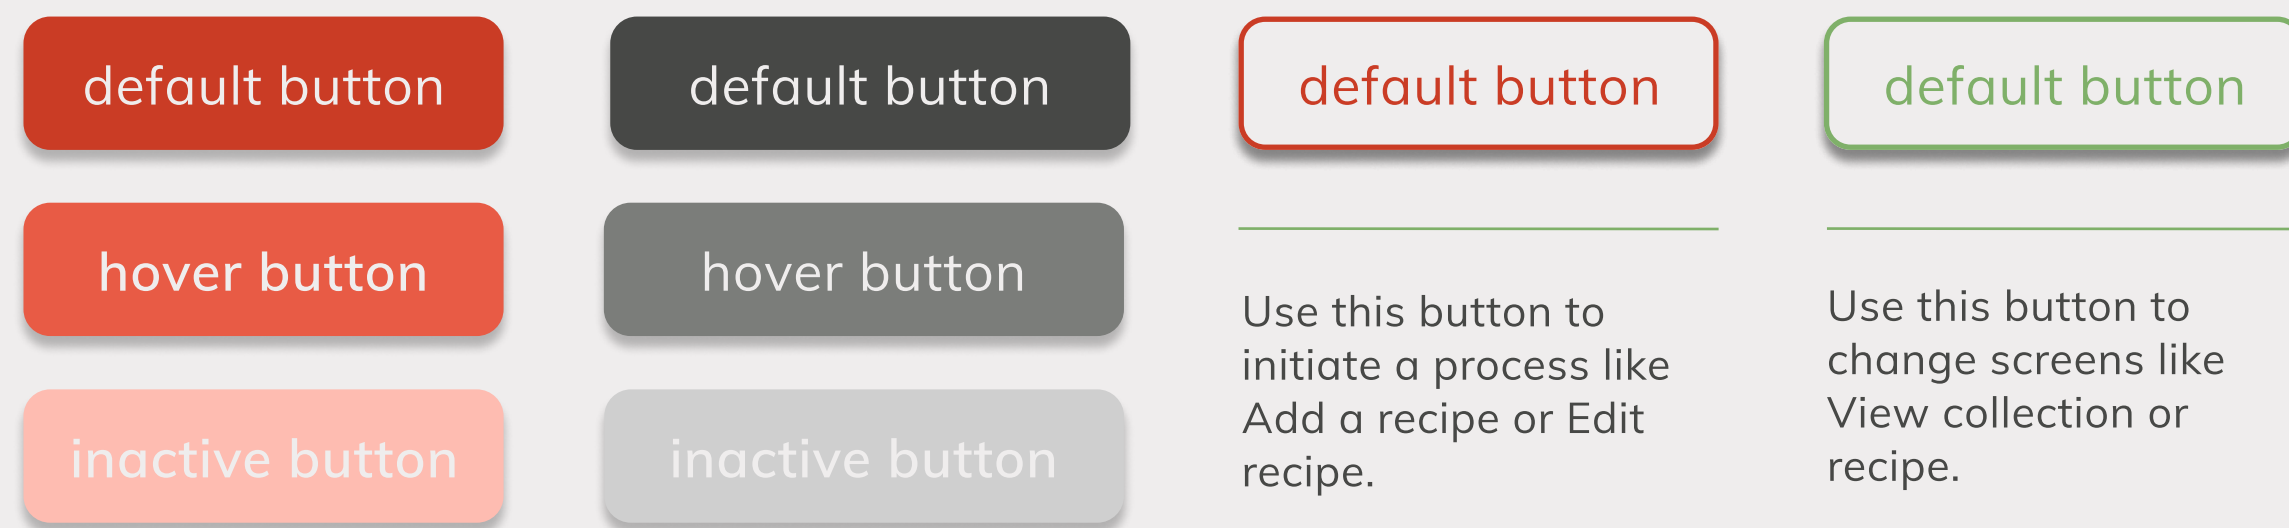 default button
default button
default button
default button
hover button
hover button
inactive button
inactive button
Use this button to
initiate a process like
Add a recipe or Edit
recipe.
Use this button to
change screens like
View collection or
recipe.